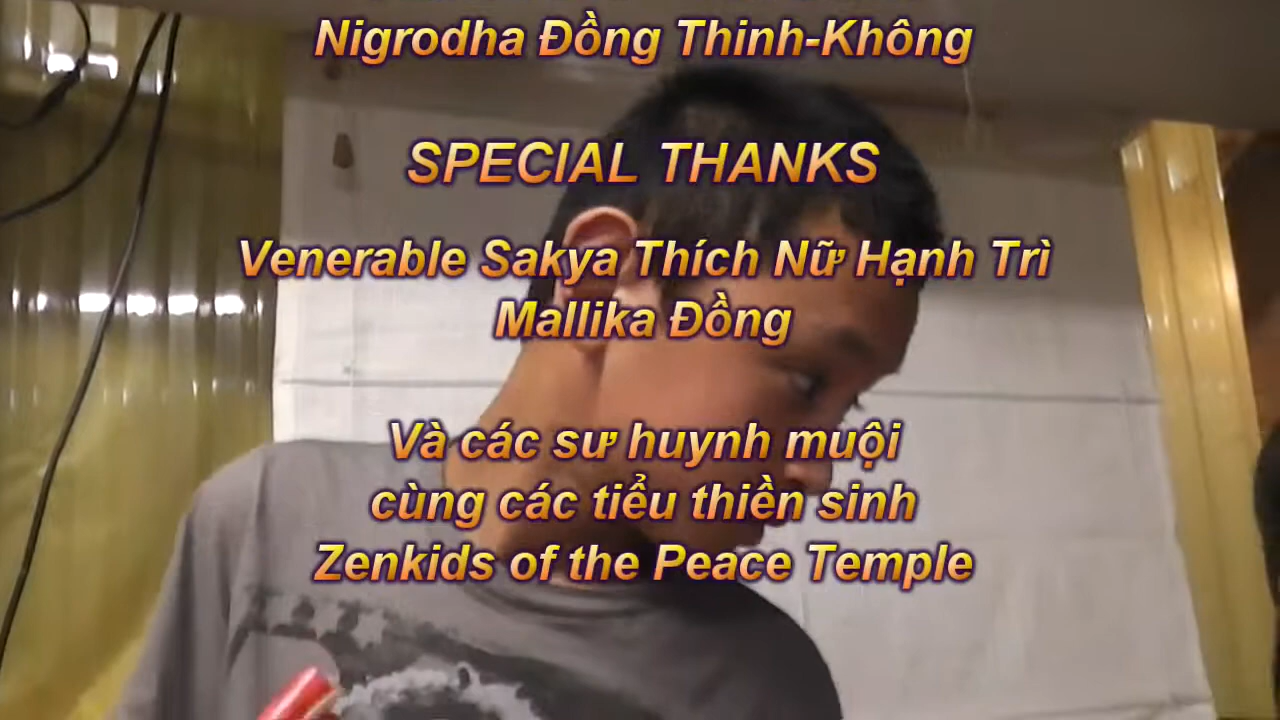 Nigrodha Đồng Thinh-Không
SPECIAL THANKS
Venerable Sakya Thích Nữ Hạnh Trì
Mallika Đồng
Và các sư huynh muội
cùng các tiểu thiền sinh
Zenkids of the Peace Temple